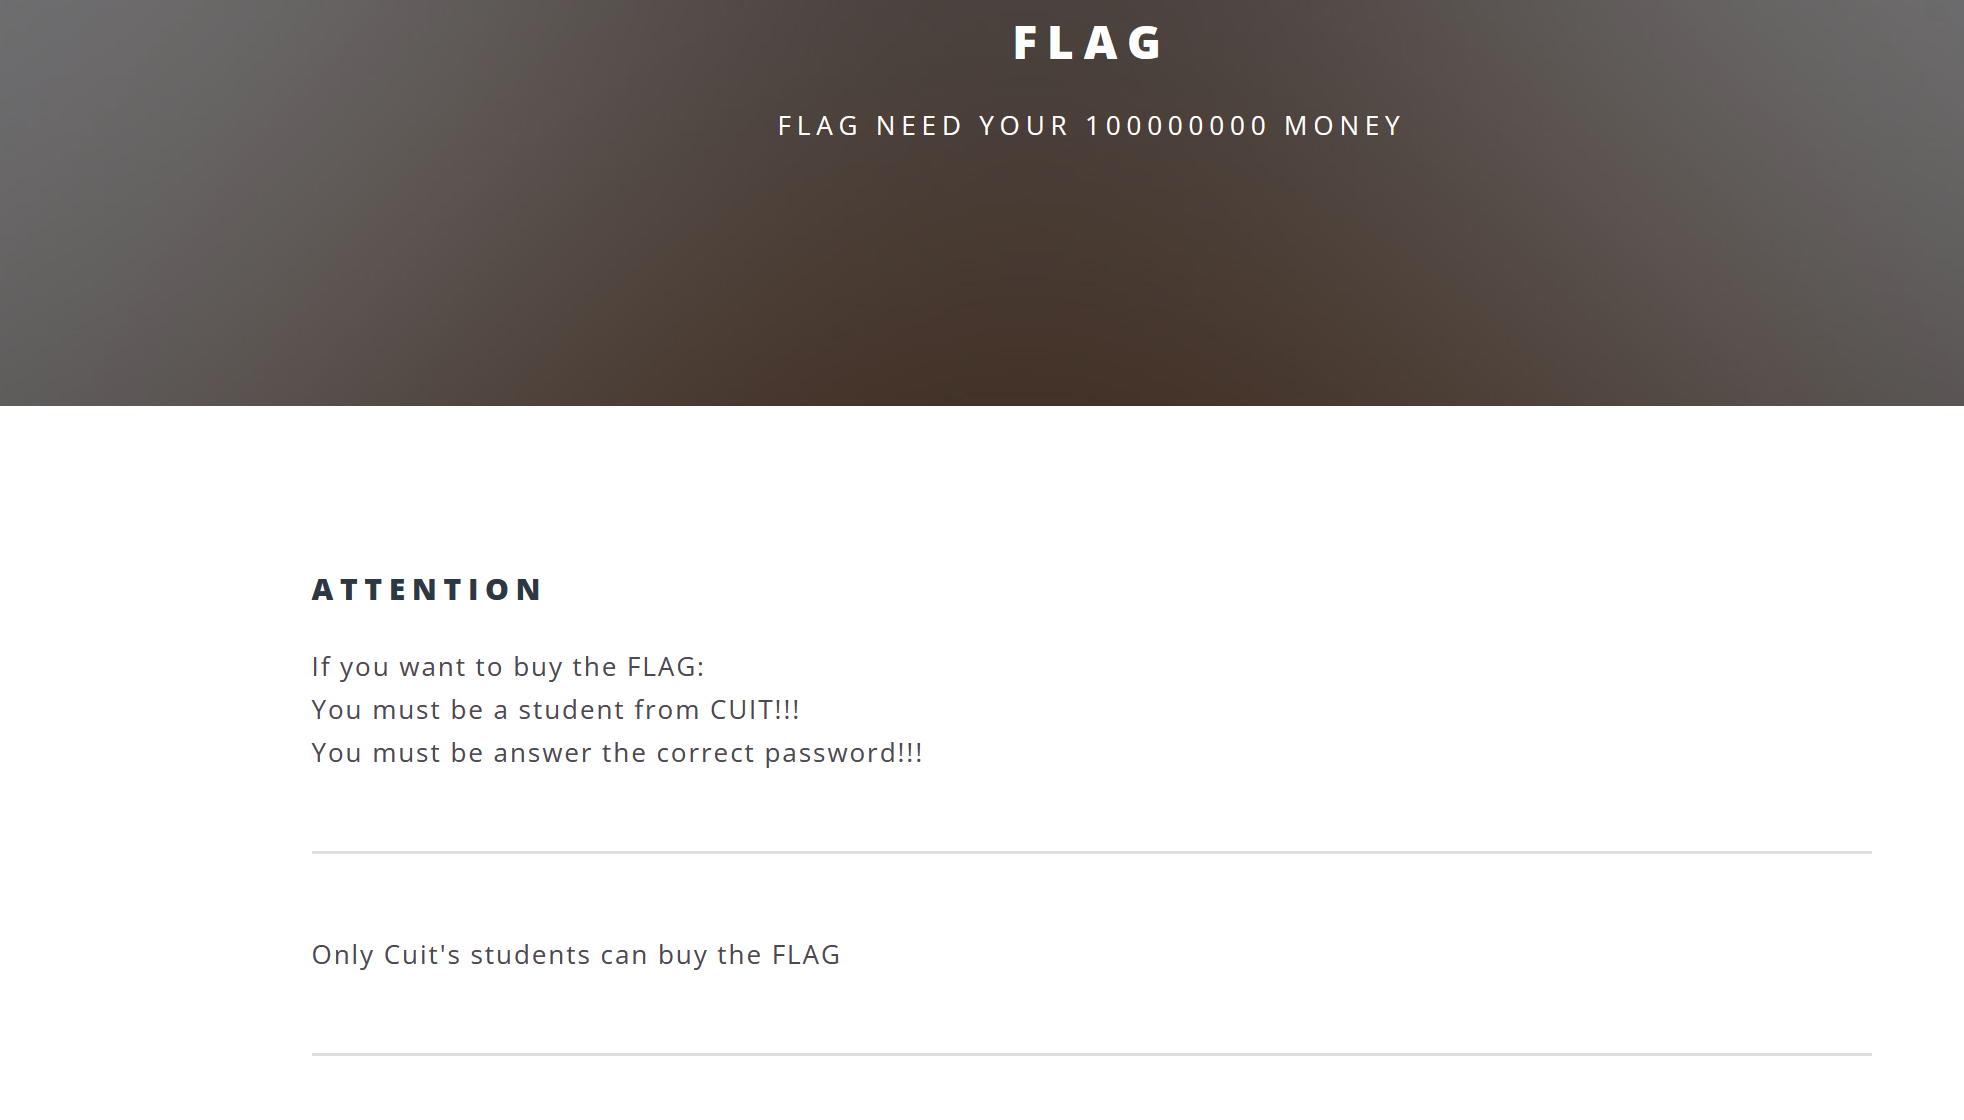 FLAG
FLAG NEED YOUR 100000000 MONEY
ATTENTION
If you want to buy the FLAG:
You must be a student from CUIT!!!
You must be answer the correct password!!!
Only Cuit's students can buy the FLAG